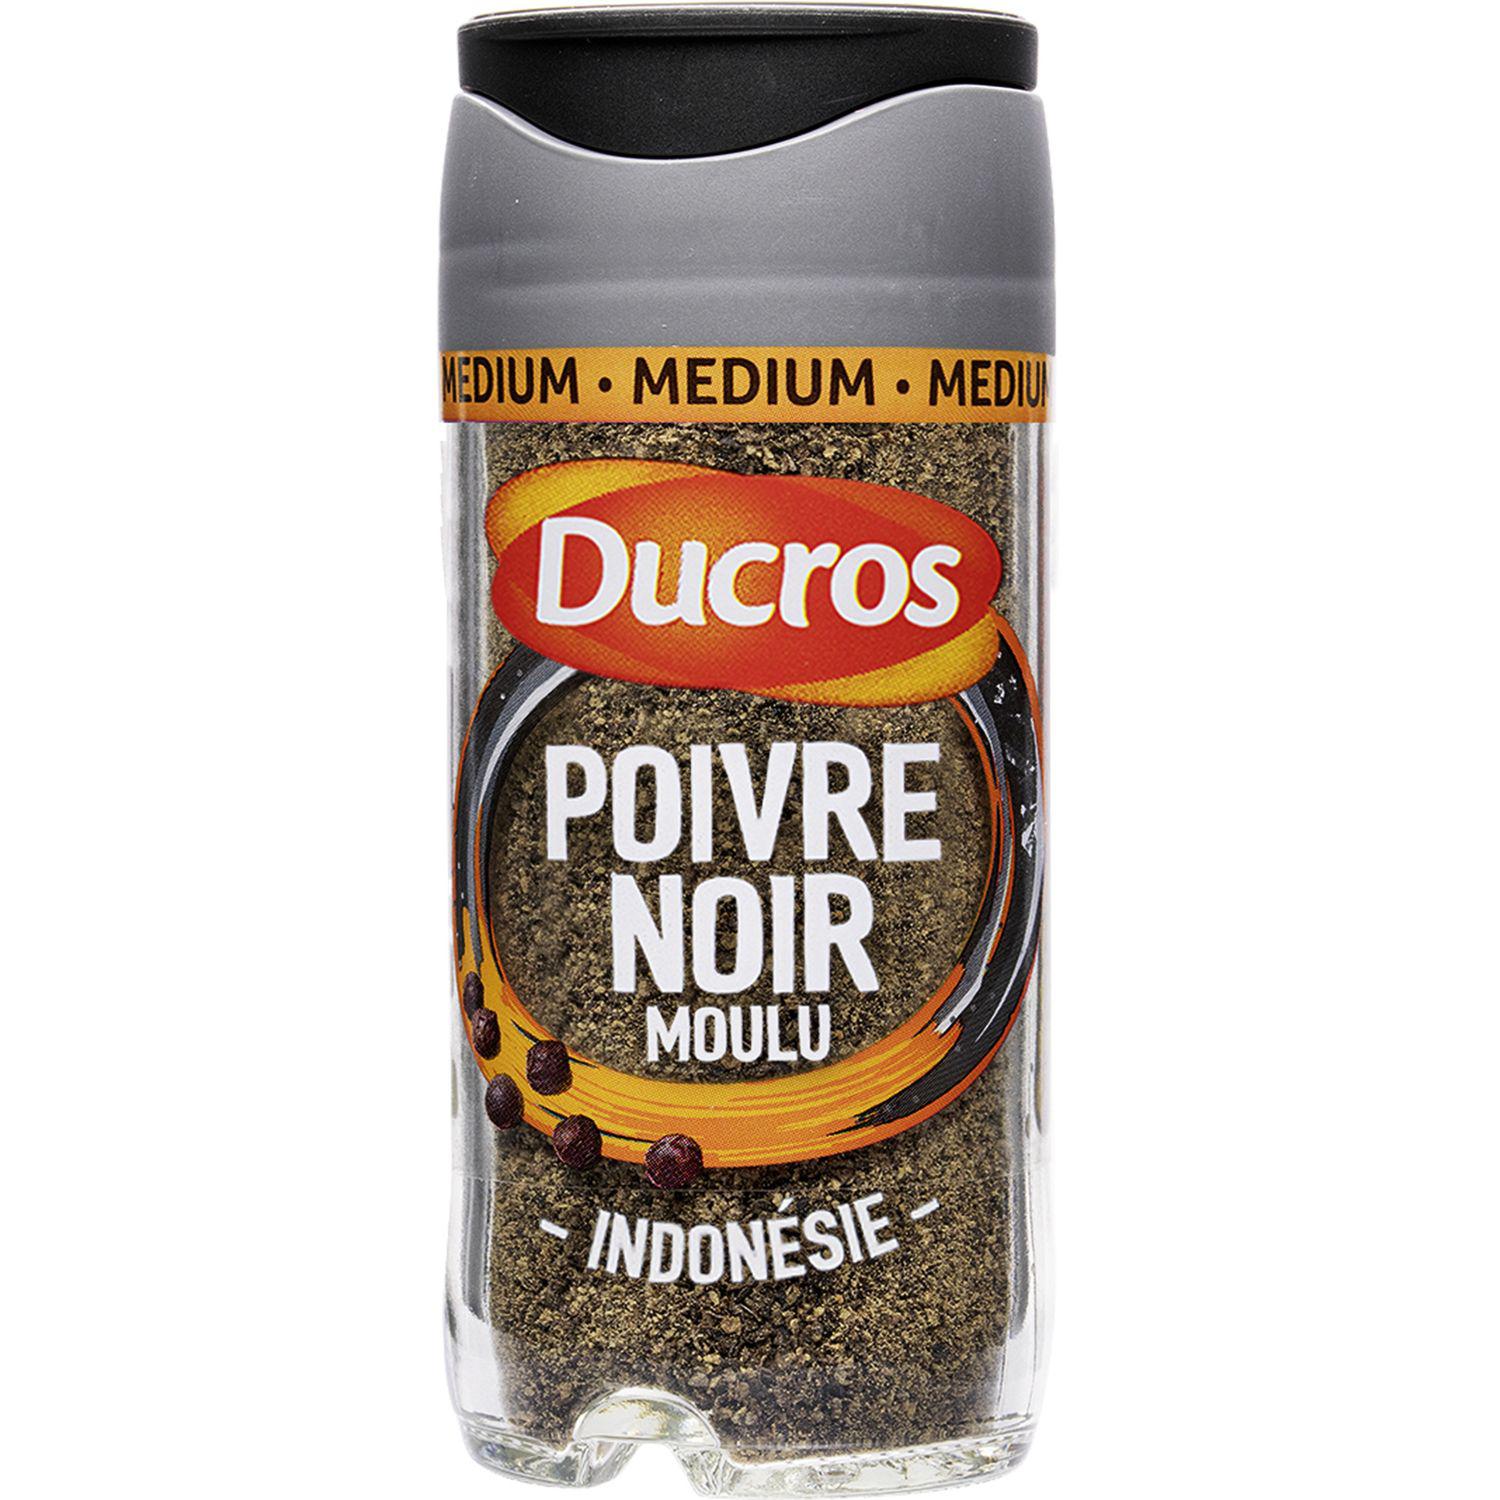 MEDIUM • MEDIUM • MEDIUM
Ducros
POIVRE
NOIR
MOULU
- INDONÉSIE -